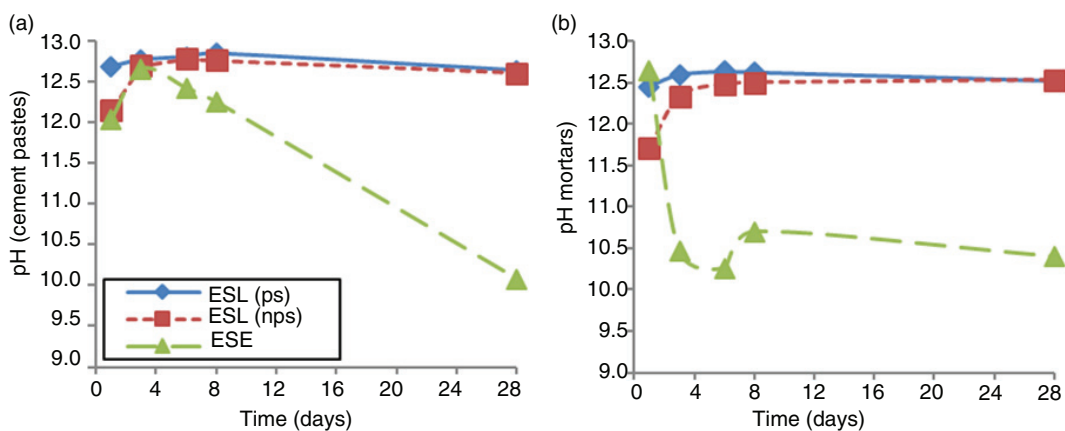 (a)
pH (cement pastes)
13.0
12.5
12.0
11.5
11.0
10.5
10.0
9.5
9.0
ESL (ps)
ESL (nps)
ESE
0 4 8 12 16 20 24 28
Time (days)
(b)
pH mortars
13.0
12.5
12.0
11.5
11.0
10.5
10.0
9.5
9.0
0 4 8 12 16 20 24 28
Time (days)